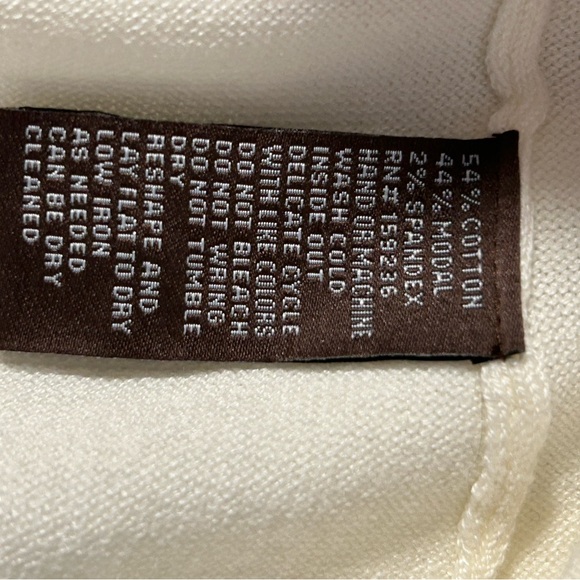 54% COTTON
44% MODAL
2% SPANDEX
RN# 159236
HAND OR MACHINE
WASH COLD
INSIDE OUT
DELICATE CYCLE
WITH LIKE COLORS
DO NOT BLEACH
DO NOT WRING
DO NOT TUMBLE
DRY
RESHAPE AND
LAY FLAT TO DRY
LOW IRON
AS NEEDED
CAN BE DRY
CLEANED